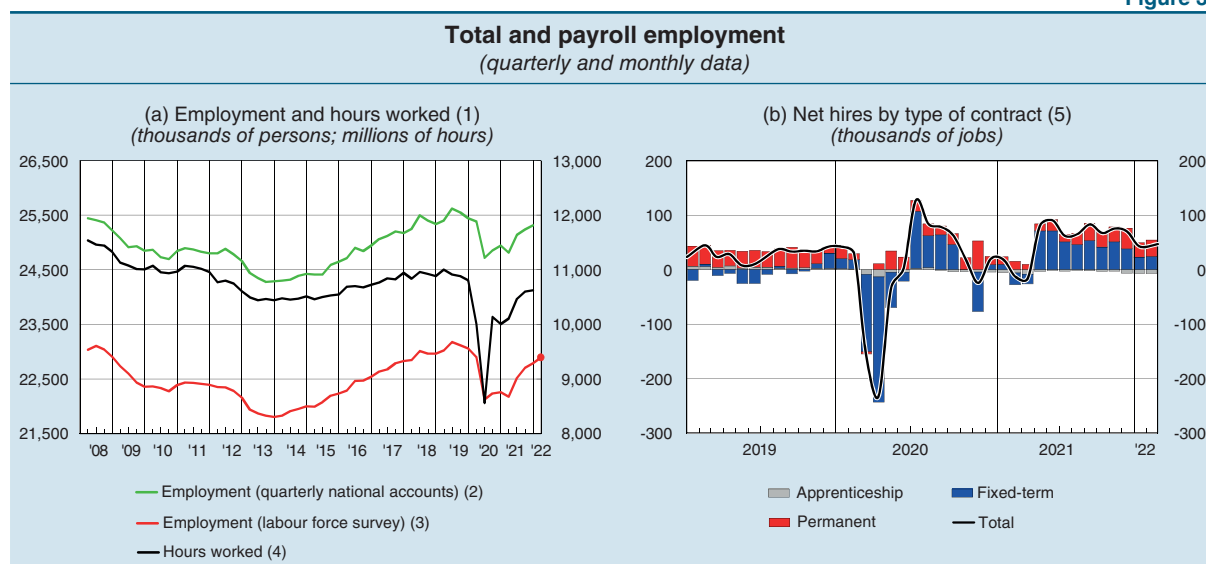 Figure 3
Total and payroll employment
(quarterly and monthly data)
(a) Employment and hours worked (1)
(thousands of persons; millions of hours)
26,500
25,500
24,500
23,500
22,500
21,500
13,000
12,000
11,000
10,000
9,000
8,000
'08 '09 '10 '11 '12 '13 '14 '15 '16 '17 '18 '19 '20 '21 '22
Employment (quarterly national accounts) (2)
Employment (labour force survey) (3)
Hours worked (4)
(b) Net hires by type of contract (5)
(thousands of jobs)
200
100
0
-100
-200
-300
200
100
0
-100
-200
-300
2019 2020 2021 '22
Apprenticeship Fixed-term
Permanent Total